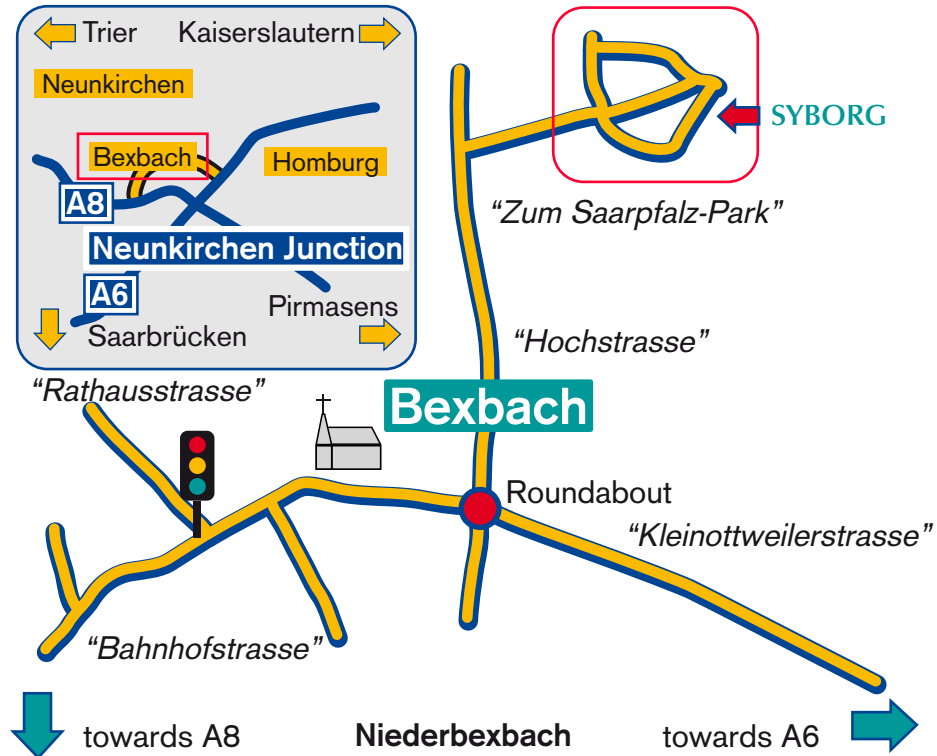 Trier Kaiserslautern
Neunkirchen
Bexbach
Homburg
A8
Neunkirchen Junction
A6
Pirmasens
Saarbrücken
SYBORG
“Zum Saarpfalz-Park”
“Hochstrasse”
“Rathausstrasse”
Bexbach
Roundabout
“Kleinottweilerstrasse”
“Bahnhofstrasse”
towards A8 Niederbexbach towards A6